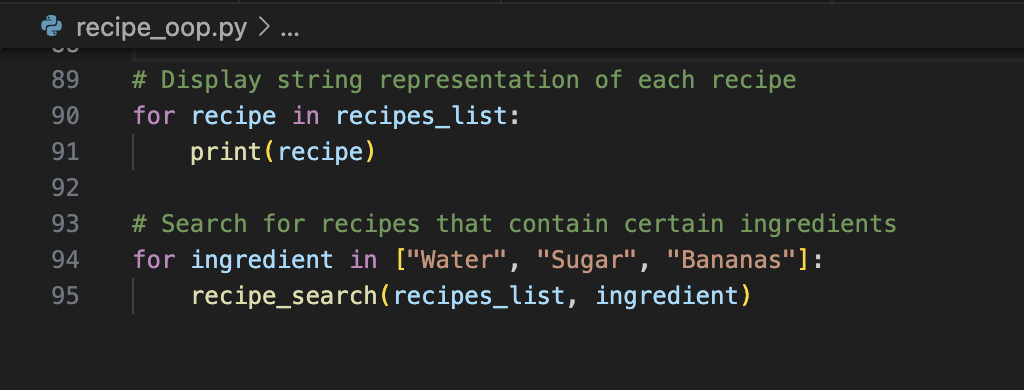 recipe_oop.py > ...
89 # Display string representation of each recipe
90 for recipe in recipes_list:
91     print(recipe)
92
93 # Search for recipes that contain certain ingredients
94 for ingredient in ["Water", "Sugar", "Bananas"]:
95     recipe_search(recipes_list, ingredient)